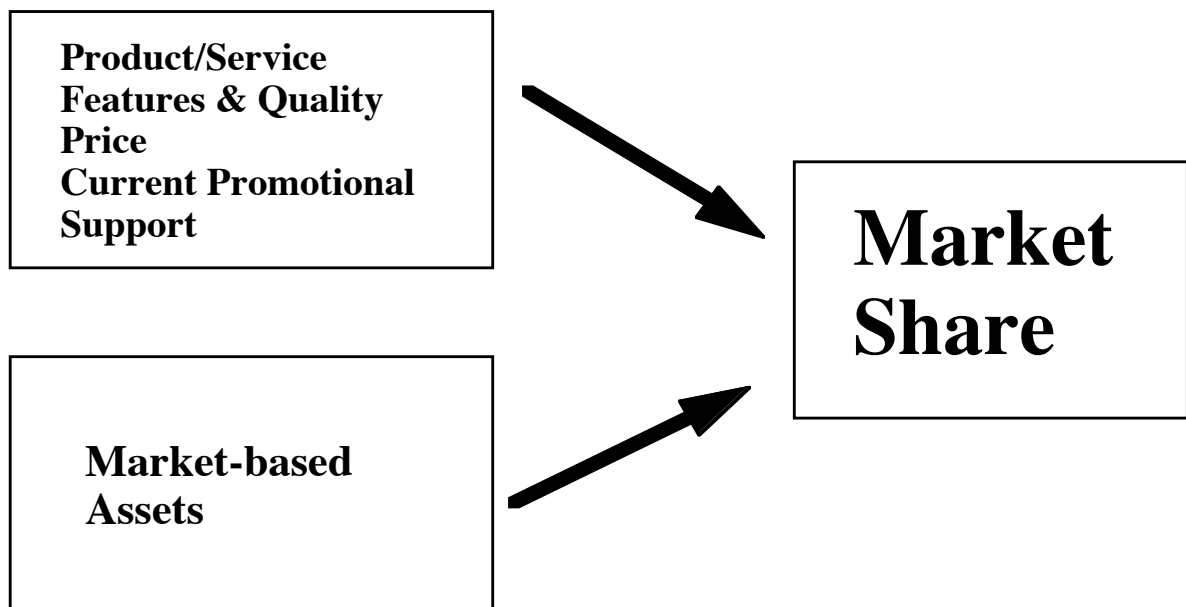 Product/Service
Features & Quality
Price
Current Promotional
Support
Market
Share
Market-based
Assets